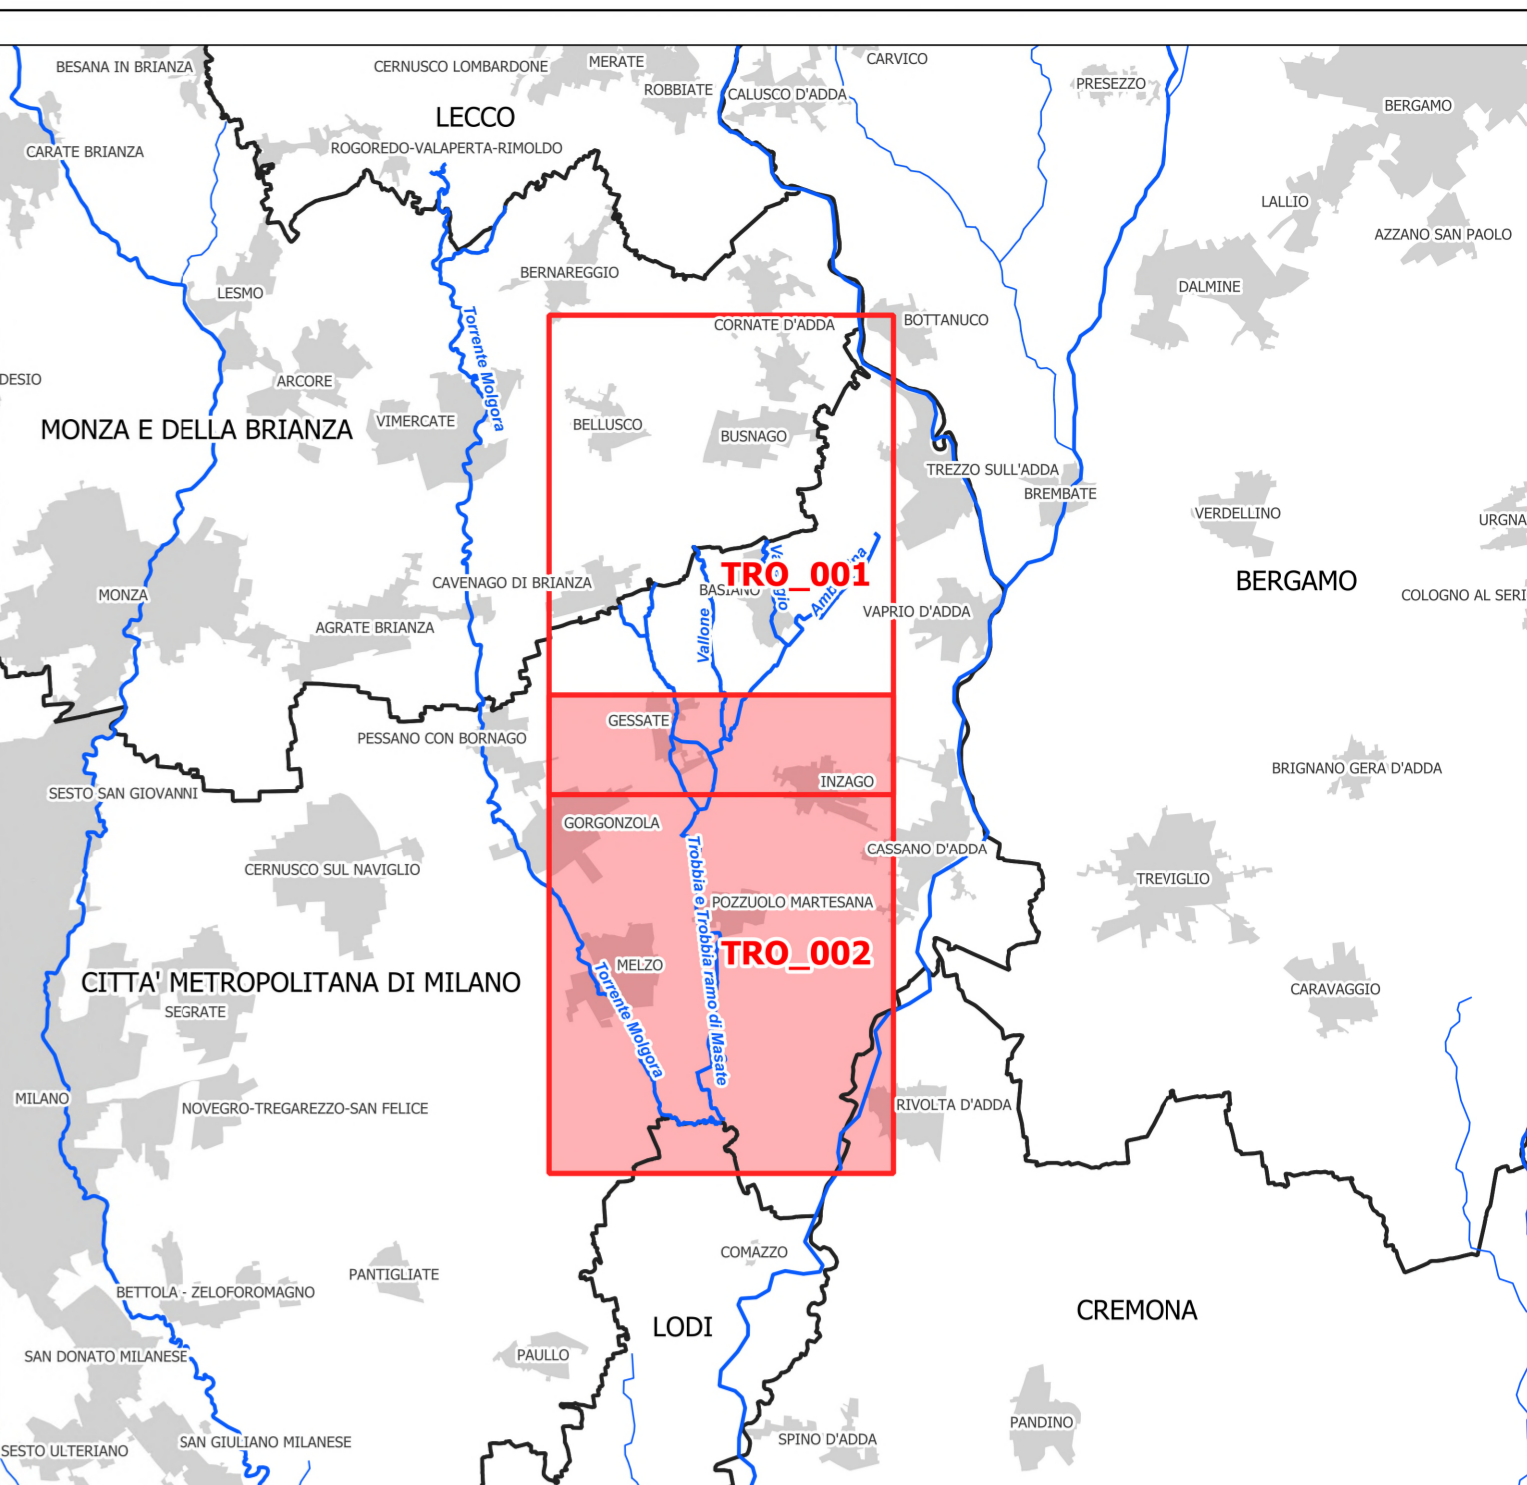 BESANA IN BRIANZA
CERNUSCO LOMBARDONE
MERATE
CARVICO
ROBBIATE
CALUSCO D'ADDA
PRESEZZO
BERGAMO
LECCO
CARATE BRIANZA
ROGOREDO-VALAPERTA-RIMOLDO
LALLIO
AZZANO SAN PAOLO
BERNAREGGIO
LESMO
DALMINE
CORNATE D'ADDA
BOTTANUCO
Torrente Molgora
DESIO
ARCORE
VIMERCATE
BELLUSCO
BUSNAGO
MONZA E DELLA BRIANZA
TREZZO SULL'ADDA
BREMBATE
VERDELLINO
URGNA
CAVENAGO DI BRIANZA
TRO_001
BASIANO
BERGAMO
MONZA
COLOGNO AL SERI
AGRATE BRIANZA
Vallone
VAPRIO D'ADDA
GESSATE
PESSANO CON BORNAGO
INZAGO
BRIGNANO GERA D'ADDA
SESTO SAN GIOVANNI
GORGONZOLA
CASSANO D'ADDA
CERNUSCO SUL NAVIGLIO
TREVIGLIO
POZZUOLO MARTESANA
Trobbia e Trobbia ramo di Masate
TRO_002
MELZO
CITTA' METROPOLITANA DI MILANO
SEGRATE
CARAVAGGIO
Torrente Molgora
MILANO
NOVEGRO-TREGAREZZO-SAN FELICE
RIVOLTA D'ADDA
COMAZZO
PANTIGLIATE
BETTOLA - ZELOFOROMAGNO
CREMONA
LODI
SAN DONATO MILANESE
PAULLO
PANDINO
SESTO ULTERIANO
SAN GIULIANO MILANESE
SPINO D'ADDA